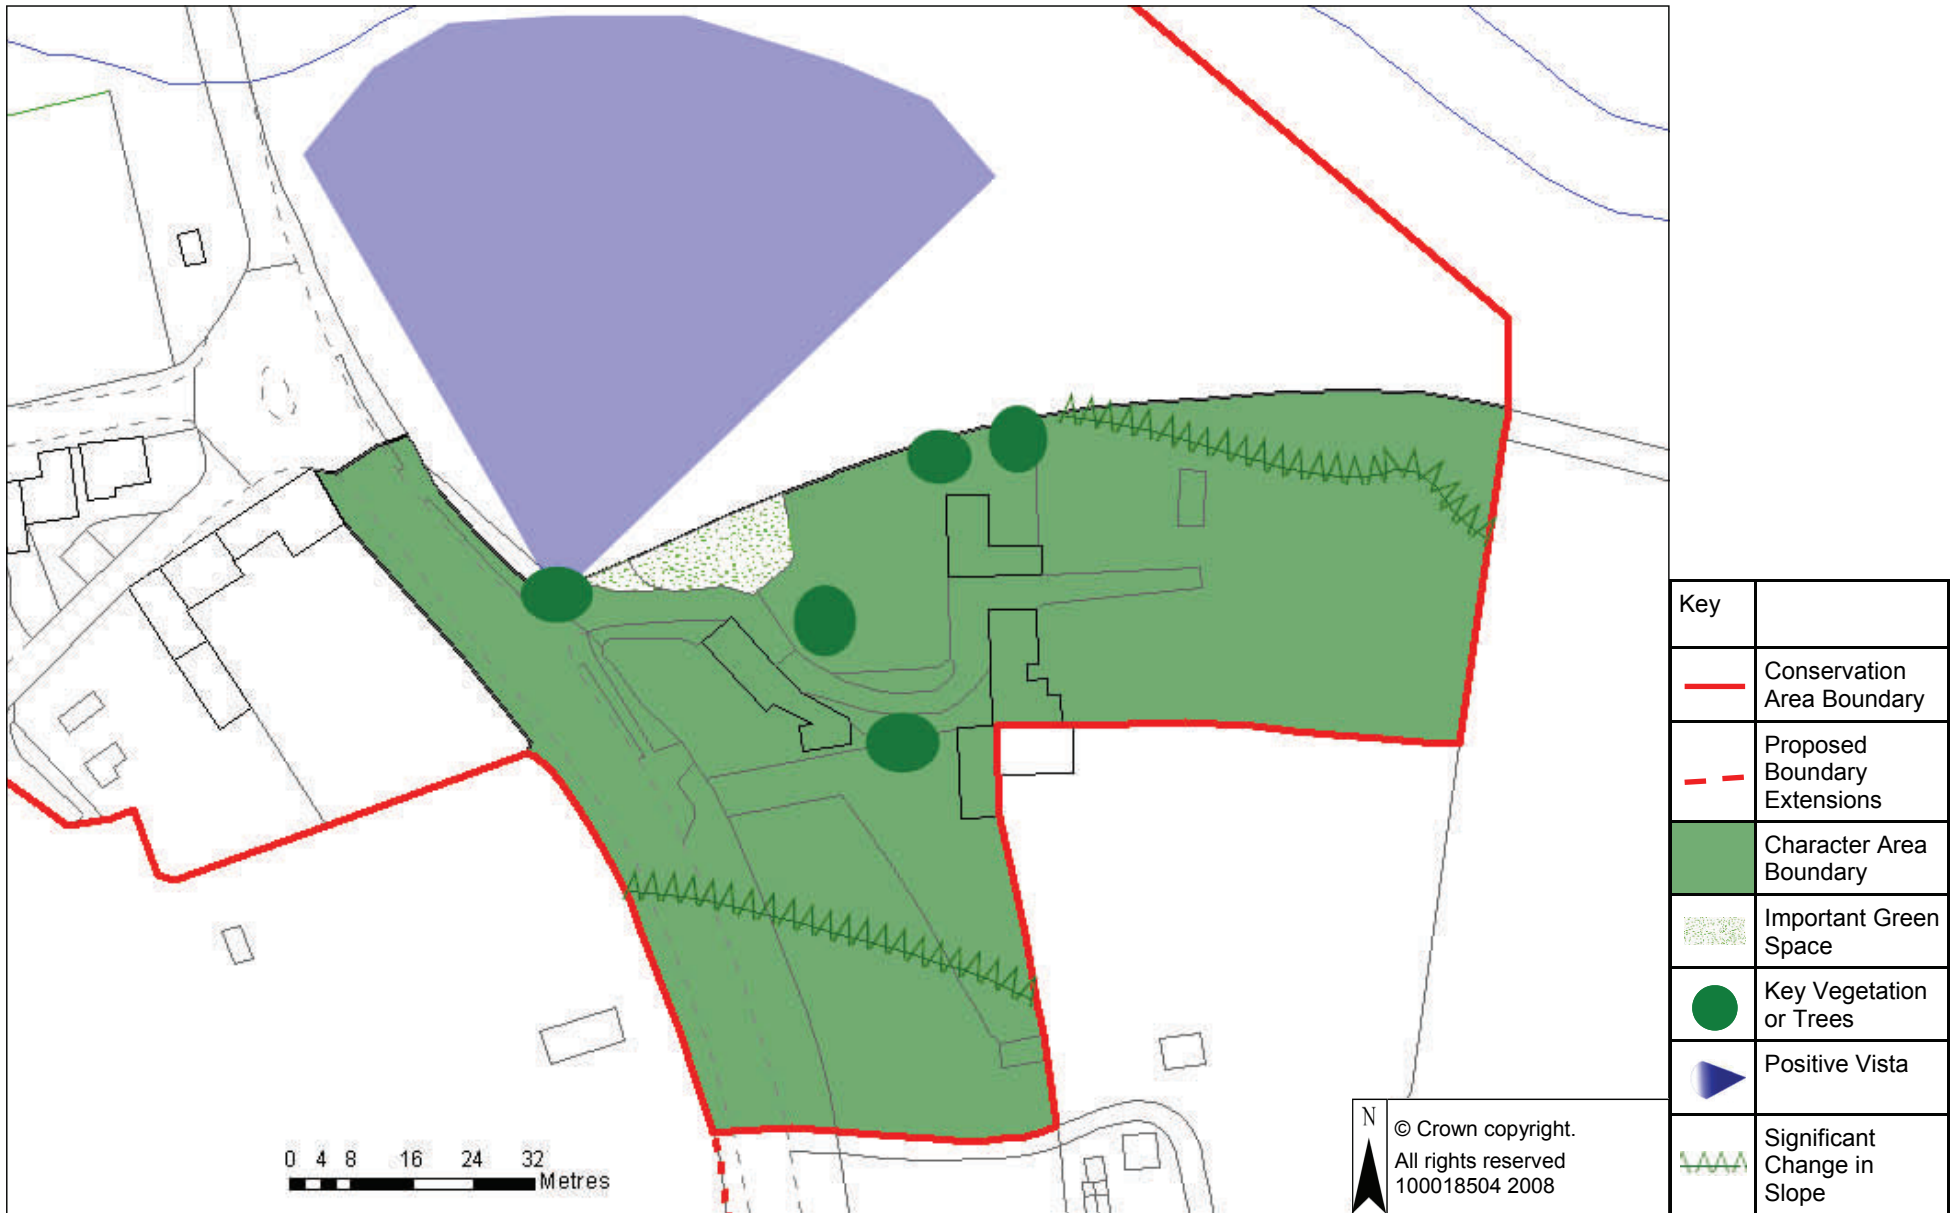 Key
Conservation
Area Boundary
Proposed
Boundary
Extensions
Character Area
Boundary
Important Green
Space
Key Vegetation
or Trees
Positive Vista
Significant
Change in
Slope
0 4 8 16 24 32
Metres
N
© Crown copyright.
All rights reserved
100018504 2008